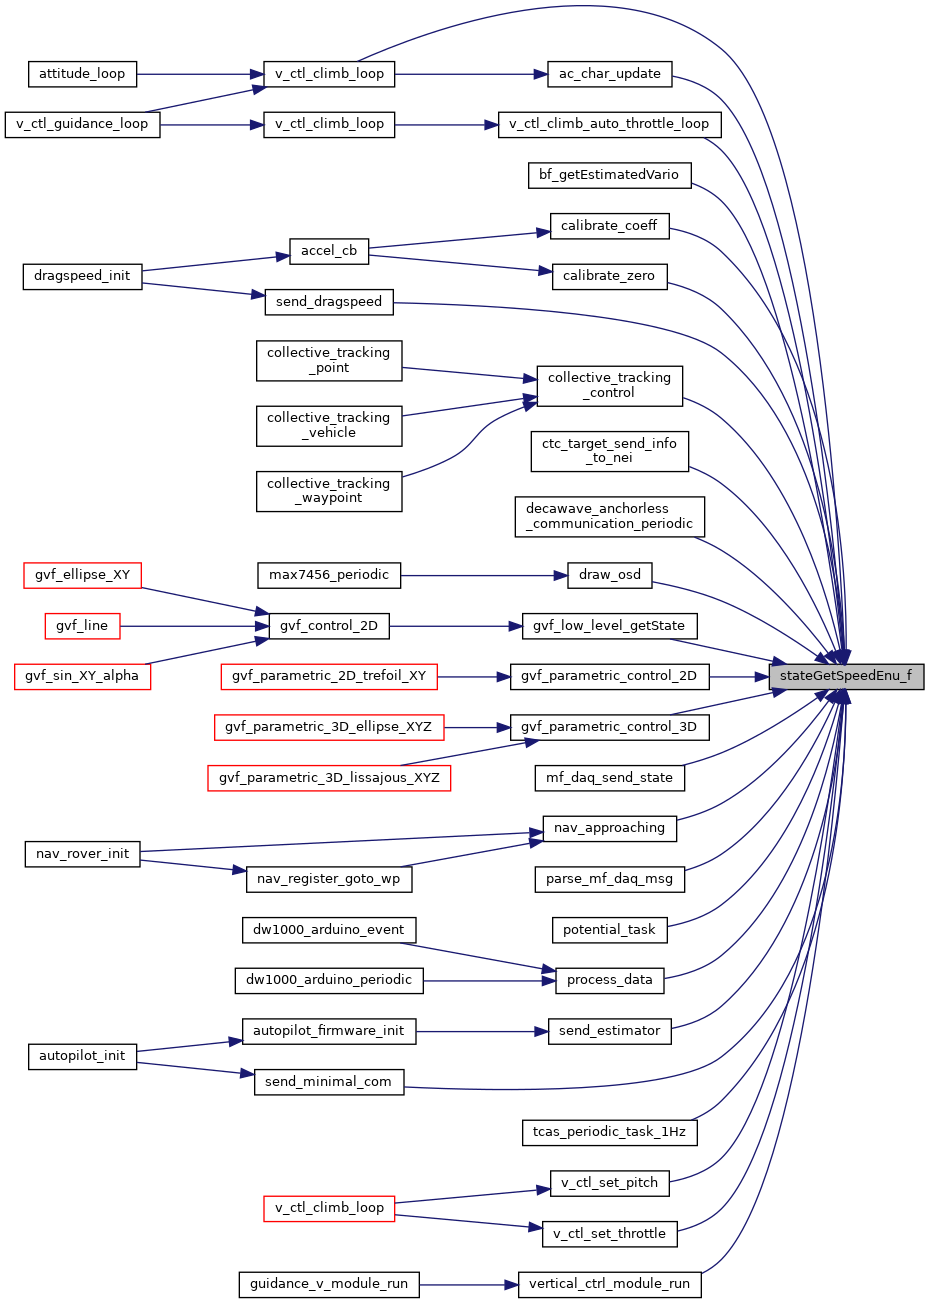 attitude_loop
v_ctl_climb_loop
ac_char_update
v_ctl_guidance_loop
v_ctl_climb_loop
v_ctl_climb_auto_throttle_loop
bf_getEstimatedVario
calibrate_coeff
accel_cb
dragspeed_init
calibrate_zero
send_dragspeed
collective_tracking
_point
collective_tracking
_control
collective_tracking
_vehicle
ctc_target_send_info
_to_nei
collective_tracking
_waypoint
decawave_anchorless
_communication_periodic
gvf_ellipse_XY
max7456_periodic
draw_osd
gvf_line
gvf_control_2D
gvf_low_level_getState
gvf_sin_XY_alpha
gvf_parametric_2D_trefoil_XY
gvf_parametric_control_2D
stateGetSpeedEnu_f
gvf_parametric_3D_ellipse_XYZ
gvf_parametric_control_3D
gvf_parametric_3D_lissajous_XYZ
mf_daq_send_state
nav_approaching
nav_rover_init
nav_register_goto_wp
parse_mf_daq_msg
dw1000_arduino_event
potential_task
dw1000_arduino_periodic
process_data
autopilot_firmware_init
send_estimator
autopilot_init
send_minimal_com
tcas_periodic_task_1Hz
v_ctl_set_pitch
v_ctl_climb_loop
v_ctl_set_throttle
guidance_v_module_run
vertical_ctrl_module_run